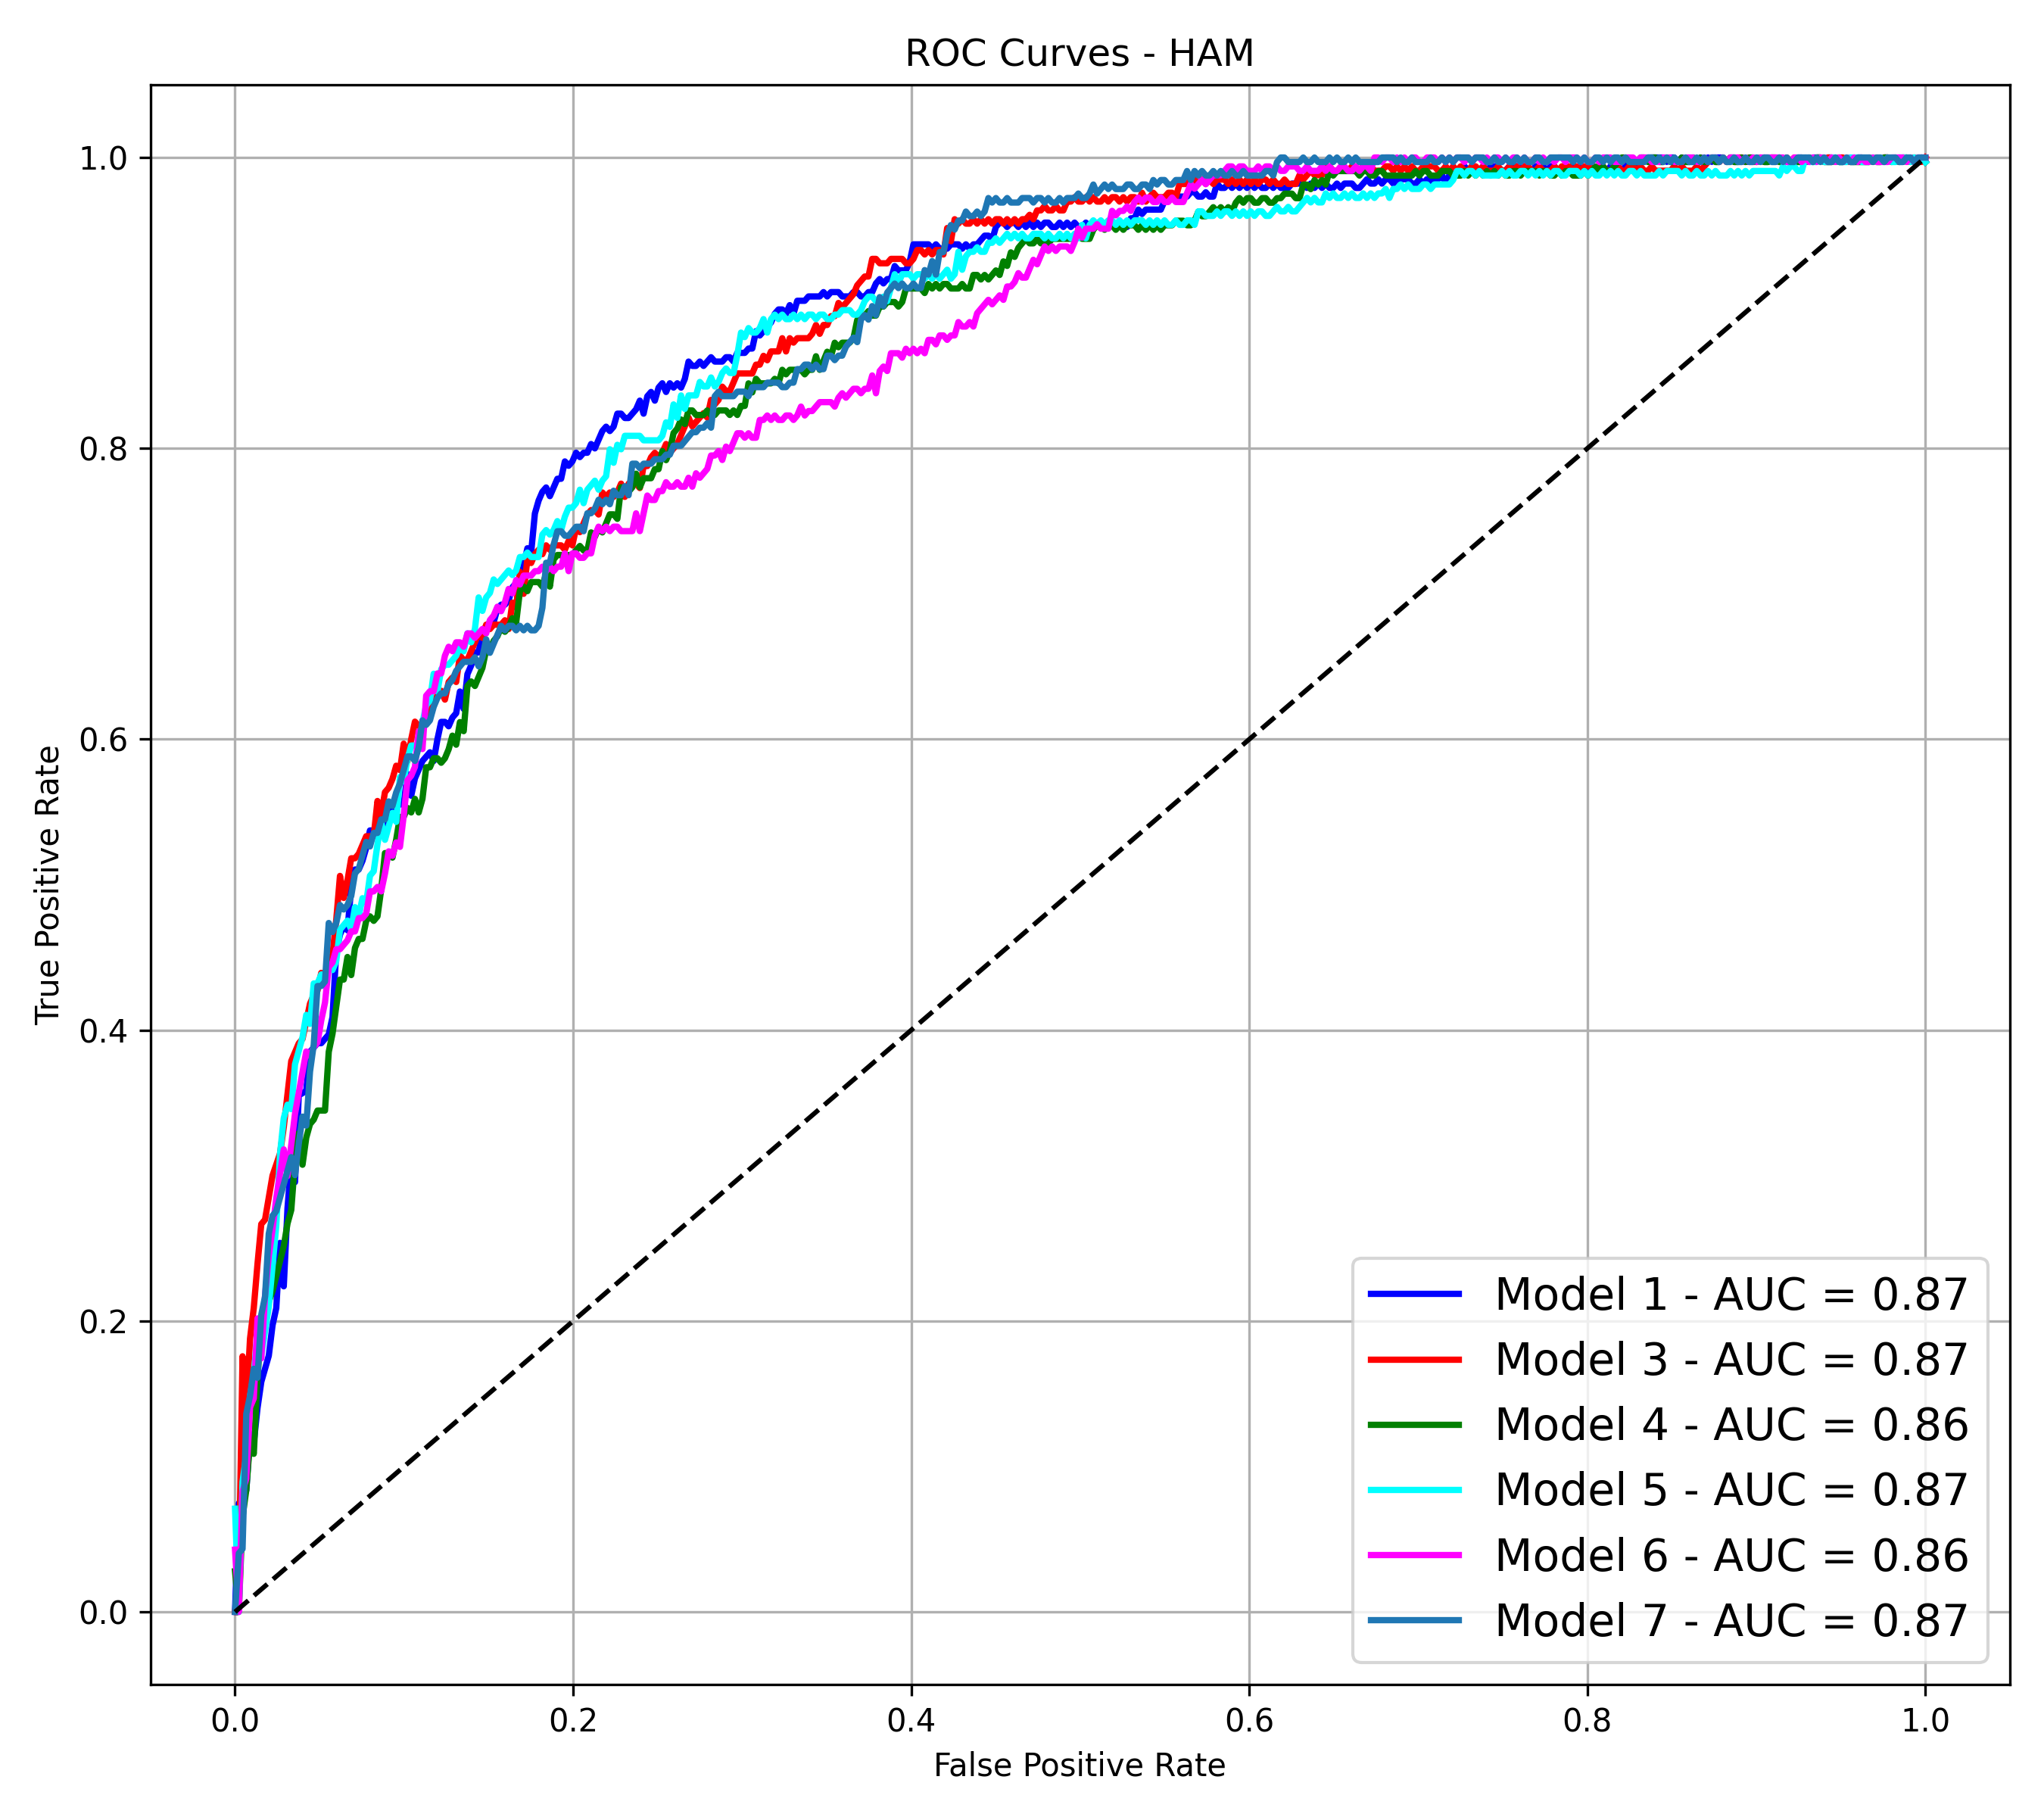 ROC Curves - HAM
True Positive Rate
1.0
0.8
0.6
0.4
0.2
0.0
0.0 0.2 0.4 0.6 0.8 1.0
False Positive Rate
Model 1 - AUC = 0.87
Model 3 - AUC = 0.87
Model 4 - AUC = 0.86
Model 5 - AUC = 0.87
Model 6 - AUC = 0.86
Model 7 - AUC = 0.87